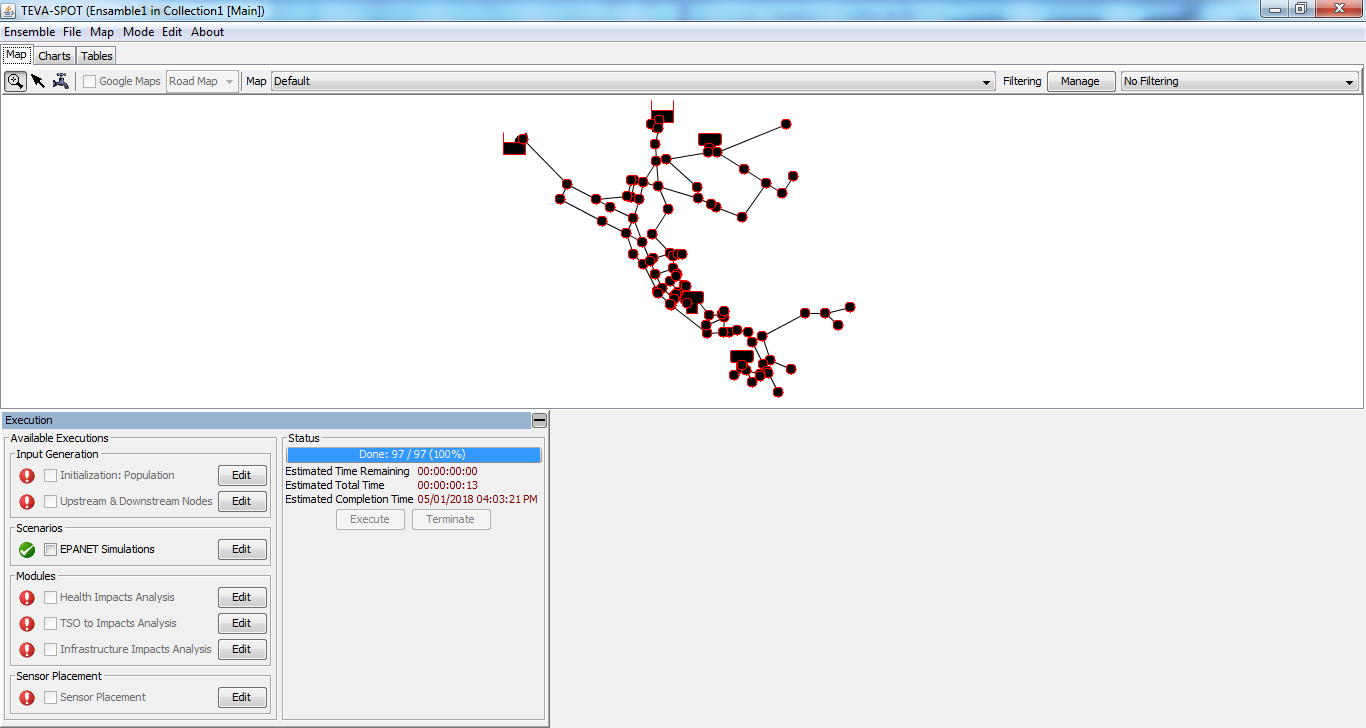 TEVA-SPOT (Ensamble1 in Collection1 [Main])
Ensemble File Map Mode Edit About
Map Charts Tables
Google Maps Road Map Map Default Filtering Manage No Filtering
Execution
Available Executions
Input Generation
Initialization: Population Edit
Upstream & Downstream Nodes Edit
Scenarios
EPANET Simulations Edit
Modules
Health Impacts Analysis Edit
TSO to Impacts Analysis Edit
Infrastructure Impacts Analysis Edit
Sensor Placement
Sensor Placement Edit
Status
Done: 97 / 97 (100%)
Estimated Time Remaining 00:00:00:00
Estimated Total Time 00:00:00:13
Estimated Completion Time 05/01/2018 04:03:21 PM
Execute Terminate